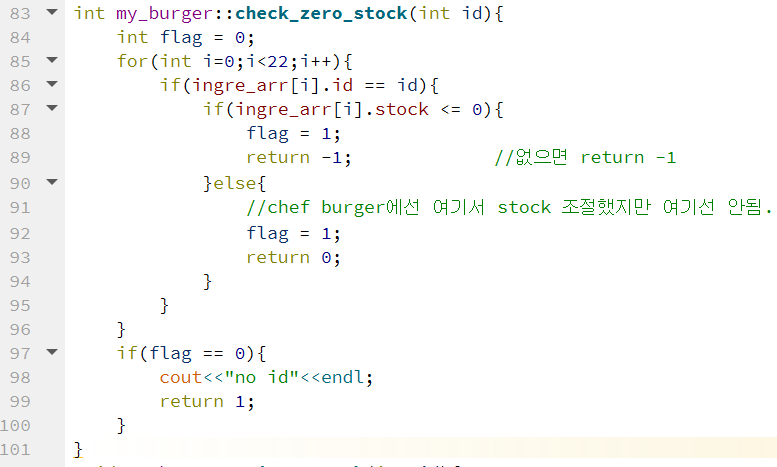 83 int my_burger::check_zero_stock(int id){
84 int flag = 0;
85 for(int i=0;i<22;i++){
86 if(ingre_arr[i].id == id){
87 if(ingre_arr[i].stock <= 0){
88 flag = 1;
89 return -1; //없으면 return -1
90 }else{
91 //chef burger에선 여기서 stock 조절했지만 여기선 안됨.
92 flag = 1;
93 return 0;
94 }
95 }
96 }
97 if(flag == 0){
98 cout<<"no id"<<endl;
99 return 1;
100 }
101 }